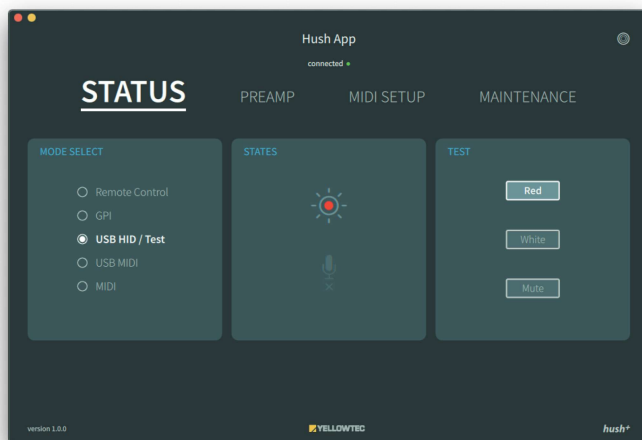 Hush App
connected
STATUS
PREAMP
MIDI SETUP
MAINTENANCE
MODE SELECT
Remote Control
GPI
USB HID / Test
USB MIDI
MIDI
STATES
TEST
Red
White
Mute
version 1.0.0
YELLOWTEC
hush+